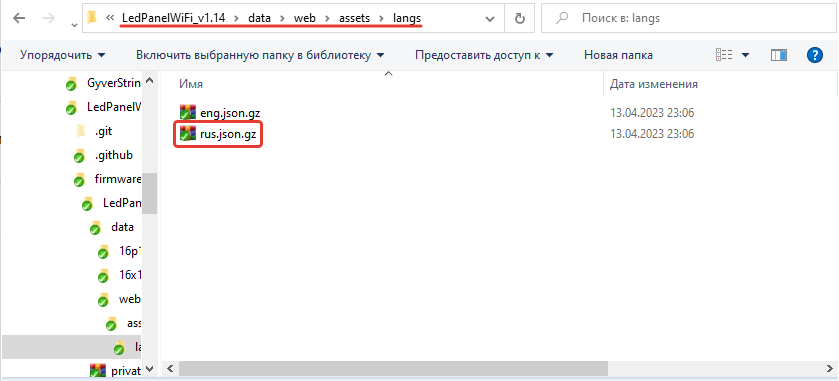 « LedPanelWiFi_v1.14 › data › web › assets › langs
Поиск в: langs
Упорядочить Включить выбранную папку в библиотеку Предоставить доступ к Новая папка
Имя Дата изменения
GyverStrin
LedPanelW
.git
.github
firmware
LedPan
data
16p1
16x1
web
ass
la
privat
eng.json.gz 13.04.2023 23:06
rus.json.gz 13.04.2023 23:06